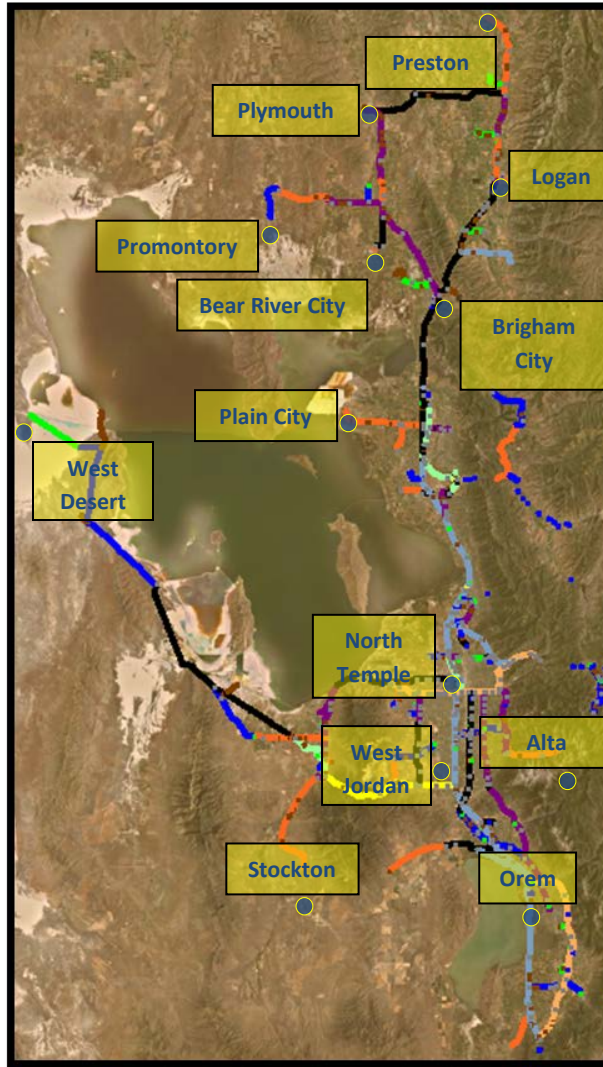 Preston
Plymouth
Logan
Promontory
Bear River City
Brigham
City
Plain City
West
Desert
North
Temple
West
Jordan
Alta
Stockton
Orem